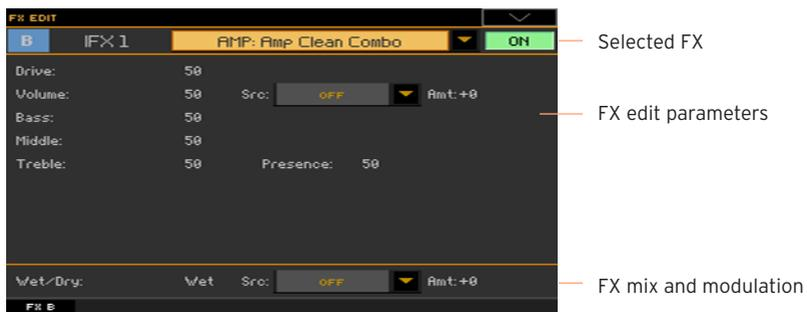 FX EDIT
B IFX 1 AMP: Amp Clean Combo ON
Selected FX
Drive: 50
Volume: 50 Src: OFF Amt:+0
FX edit parameters
Bass: 50
Middle: 50
Treble: 50 Presence: 50
Wet/Dry: Wet Src: OFF Amt:+0
FX mix and modulation
FX B